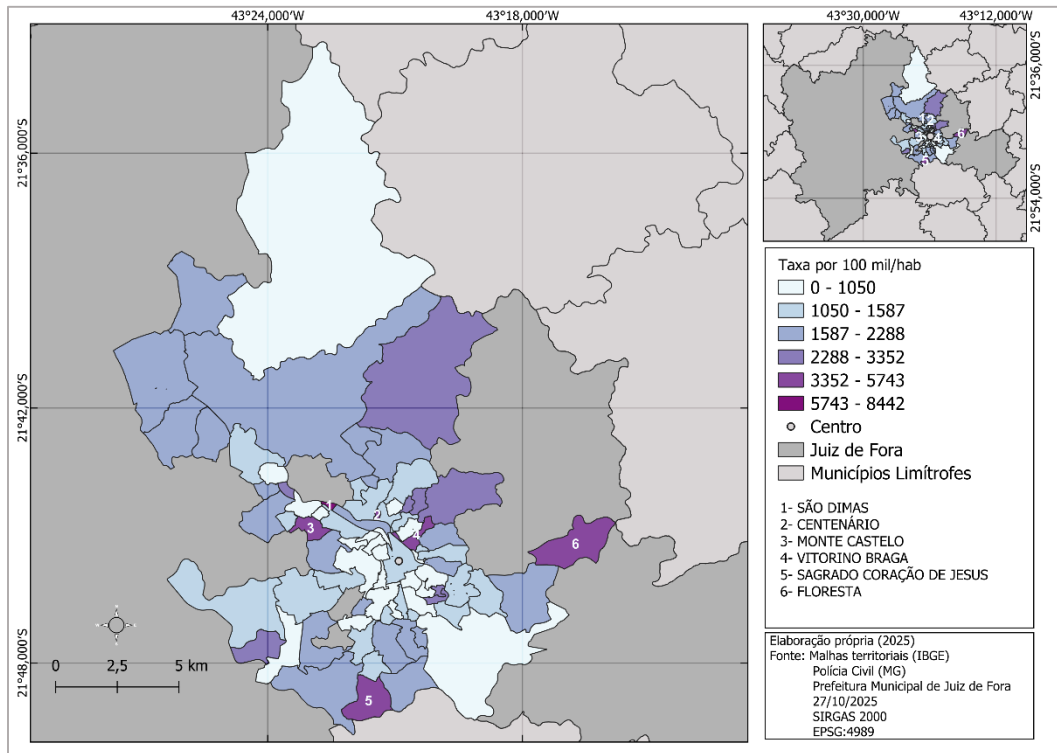 43°24,000'W
43°18,000'W
21°36,000'S
21°42,000'S
21°48,000'S
1
2
3
4
5
6
0 2,5 5 km
43°30,000'W
43°12,000'W
21°36,000'S
21°54,000'S
6
5
Taxa por 100 mil/hab
0 - 1050
1050 - 1587
1587 - 2288
2288 - 3352
3352 - 5743
5743 - 8442
Centro
Juiz de Fora
Municípios Limítrofes
1- SÃO DIMAS
2- CENTENÁRIO
3- MONTE CASTELO
4- VITORINO BRAGA
5- SAGRADO CORAÇÃO DE JESUS
6- FLORESTA
Elaboração própria (2025)
Fonte: Malhas territoriais (IBGE)
Polícia Civil (MG)
Prefeitura Municipal de Juiz de Fora
27/10/2025
SIRGAS 2000
EPSG:4989